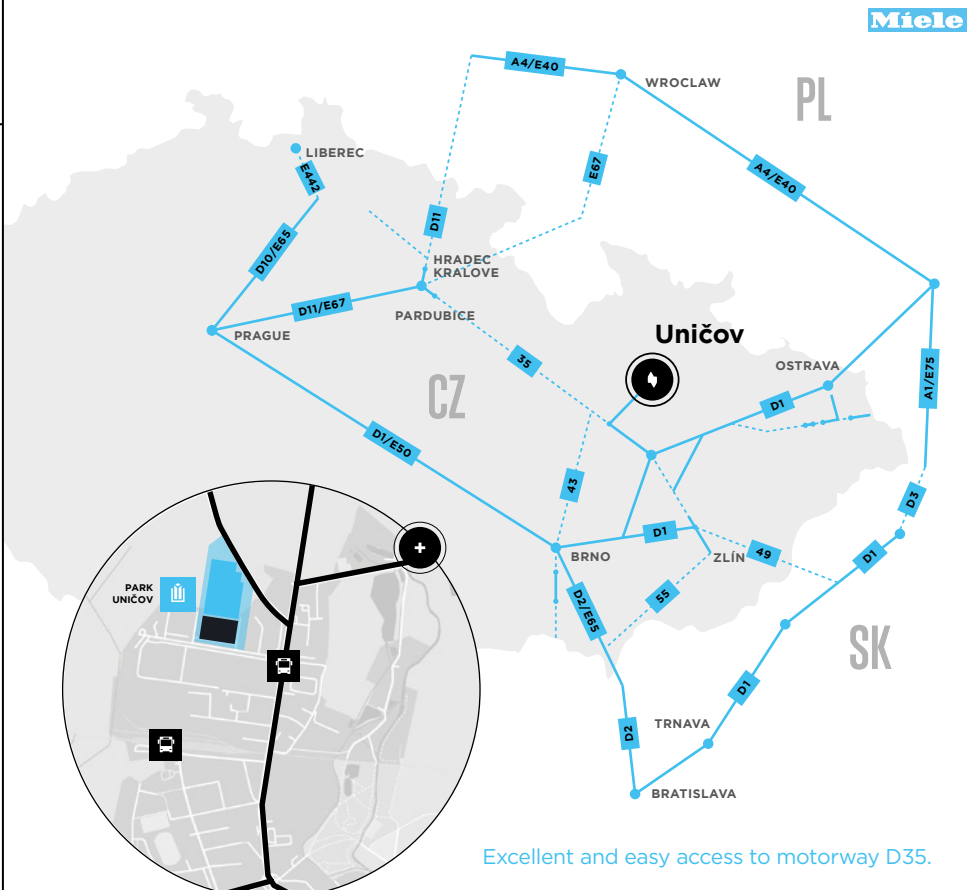 Miele
A4/E40
WROCLAW
PL
LIBEREC
E442
E67
A4/E40
D11
D10/E65
HRADEC
KRALOVE
D11/E67
PARDUBICE
PRAGUE
Uničov
35
OSTRAVA
A1/E75
CZ
D1
D1/E50
43
D3
D1
BRNO
ZLÍN
49
D1
+
PARK
UNIČOV
D2/E65
55
SK
D1
TRNAVA
D2
BRATISLAVA
Excellent and easy access to motorway D35.